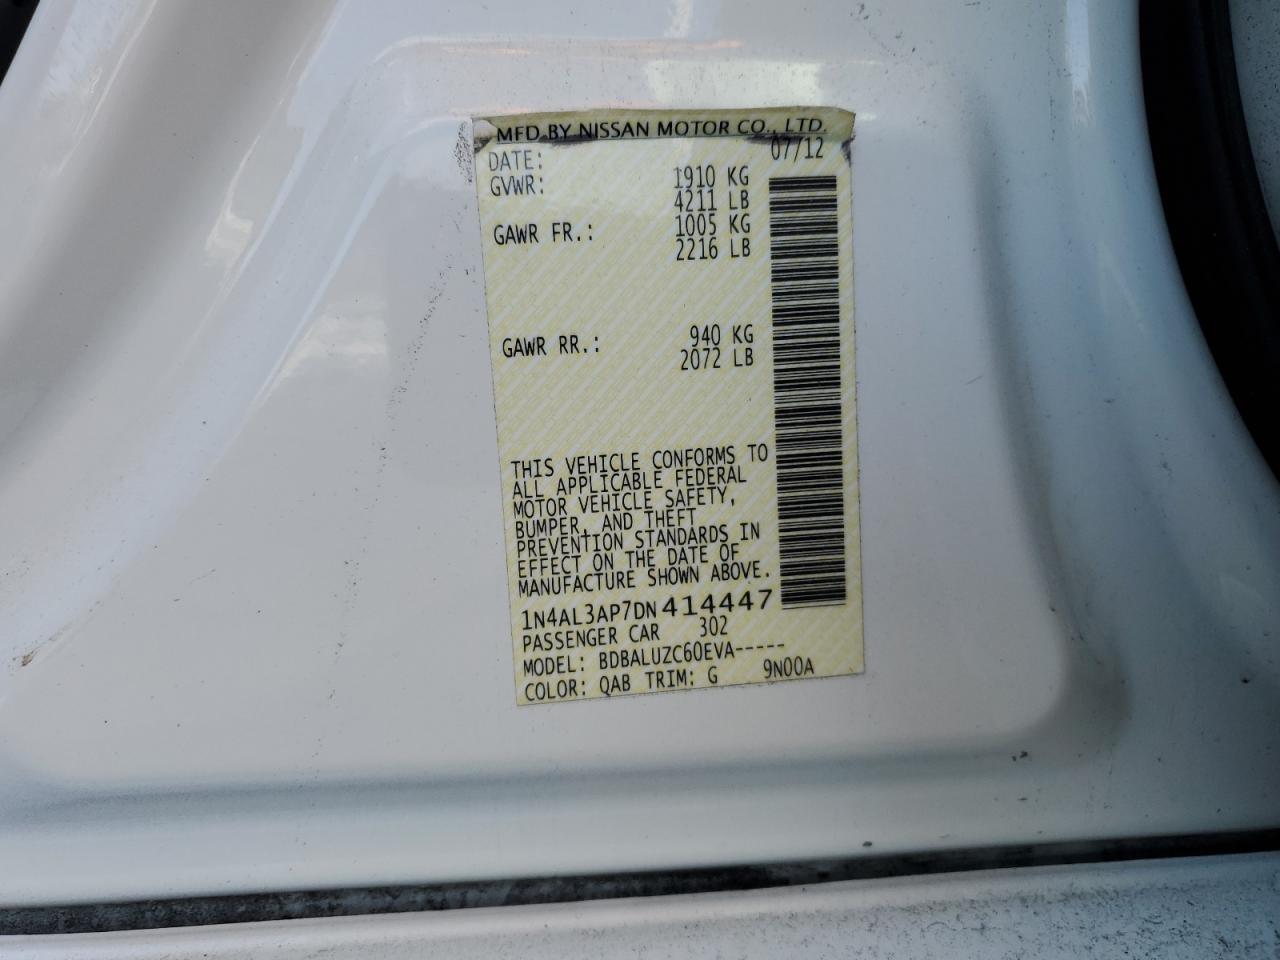 MFD BY NISSAN MOTOR CO., LTD.
DATE: 07/12
GVWR: 1910 KG
4211 LB
GAWR FR.: 1005 KG
2216 LB
GAWR RR.: 940 KG
2072 LB
THIS VEHICLE CONFORMS TO
ALL APPLICABLE FEDERAL
MOTOR VEHICLE SAFETY,
BUMPER, AND THEFT
PREVENTION STANDARDS IN
EFFECT ON THE DATE OF
MANUFACTURE SHOWN ABOVE.
1N4AL3AP7DN414447
PASSENGER CAR 302
MODEL: BDBALUZC60EVA-----
COLOR: QAB TRIM: G 9N00A